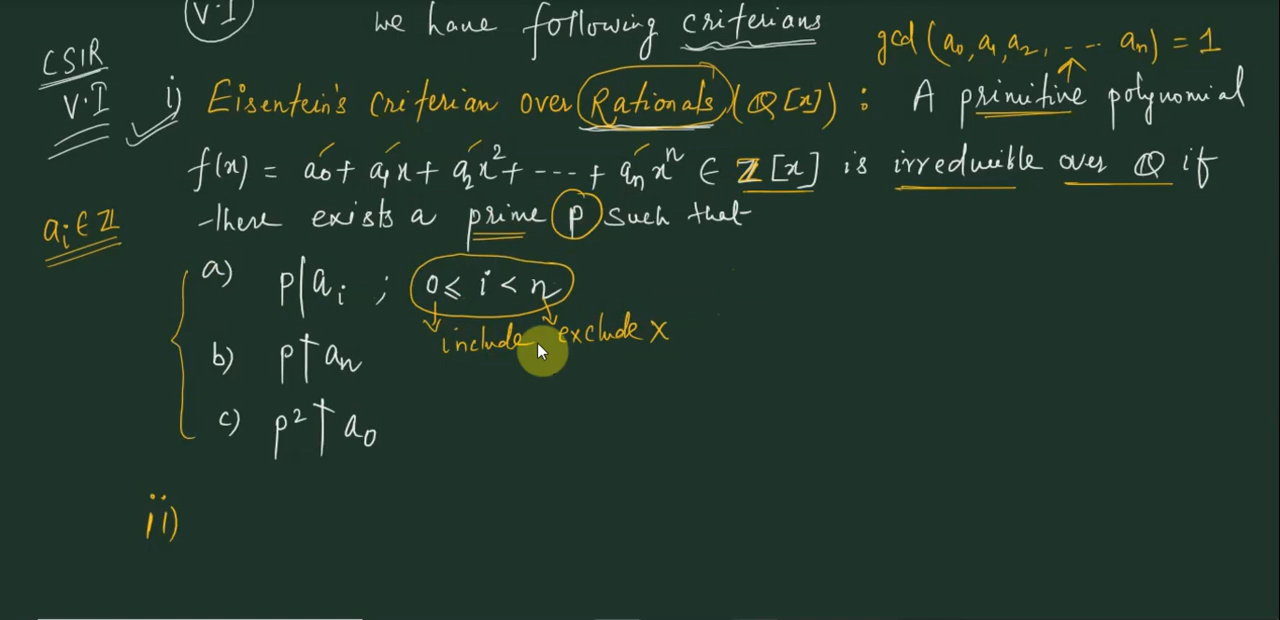 V.I
we have following criterians
CSIR
V.I
gcd (a0, a1, a2, ... an) = 1
i) Eisentein's criterian over Rationals (Q[x]) : A primitive polynomial
f(x) = a0 + a1x + a2x² + --- + anxⁿ ∈ Z[x] is irreducible over Q if
ai ∈ Z
there exists a prime p such that
a) p|ai ; 0 ≤ i < n
include, exclude x
b) p†an
c) p²†a0
ii)